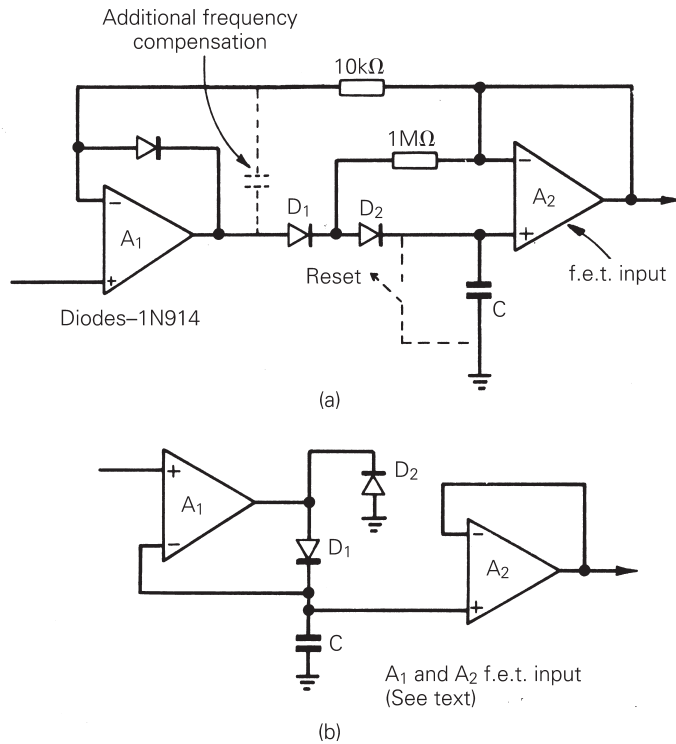 Additional frequency
compensation
10kΩ
1MΩ
−
A₁
+
D₁
D₂
−
A₂
+
Reset
C
f.e.t. input
Diodes–1N914
(a)
+
A₁
−
D₂
D₁
−
A₂
+
C
A₁ and A₂ f.e.t. input
(See text)
(b)